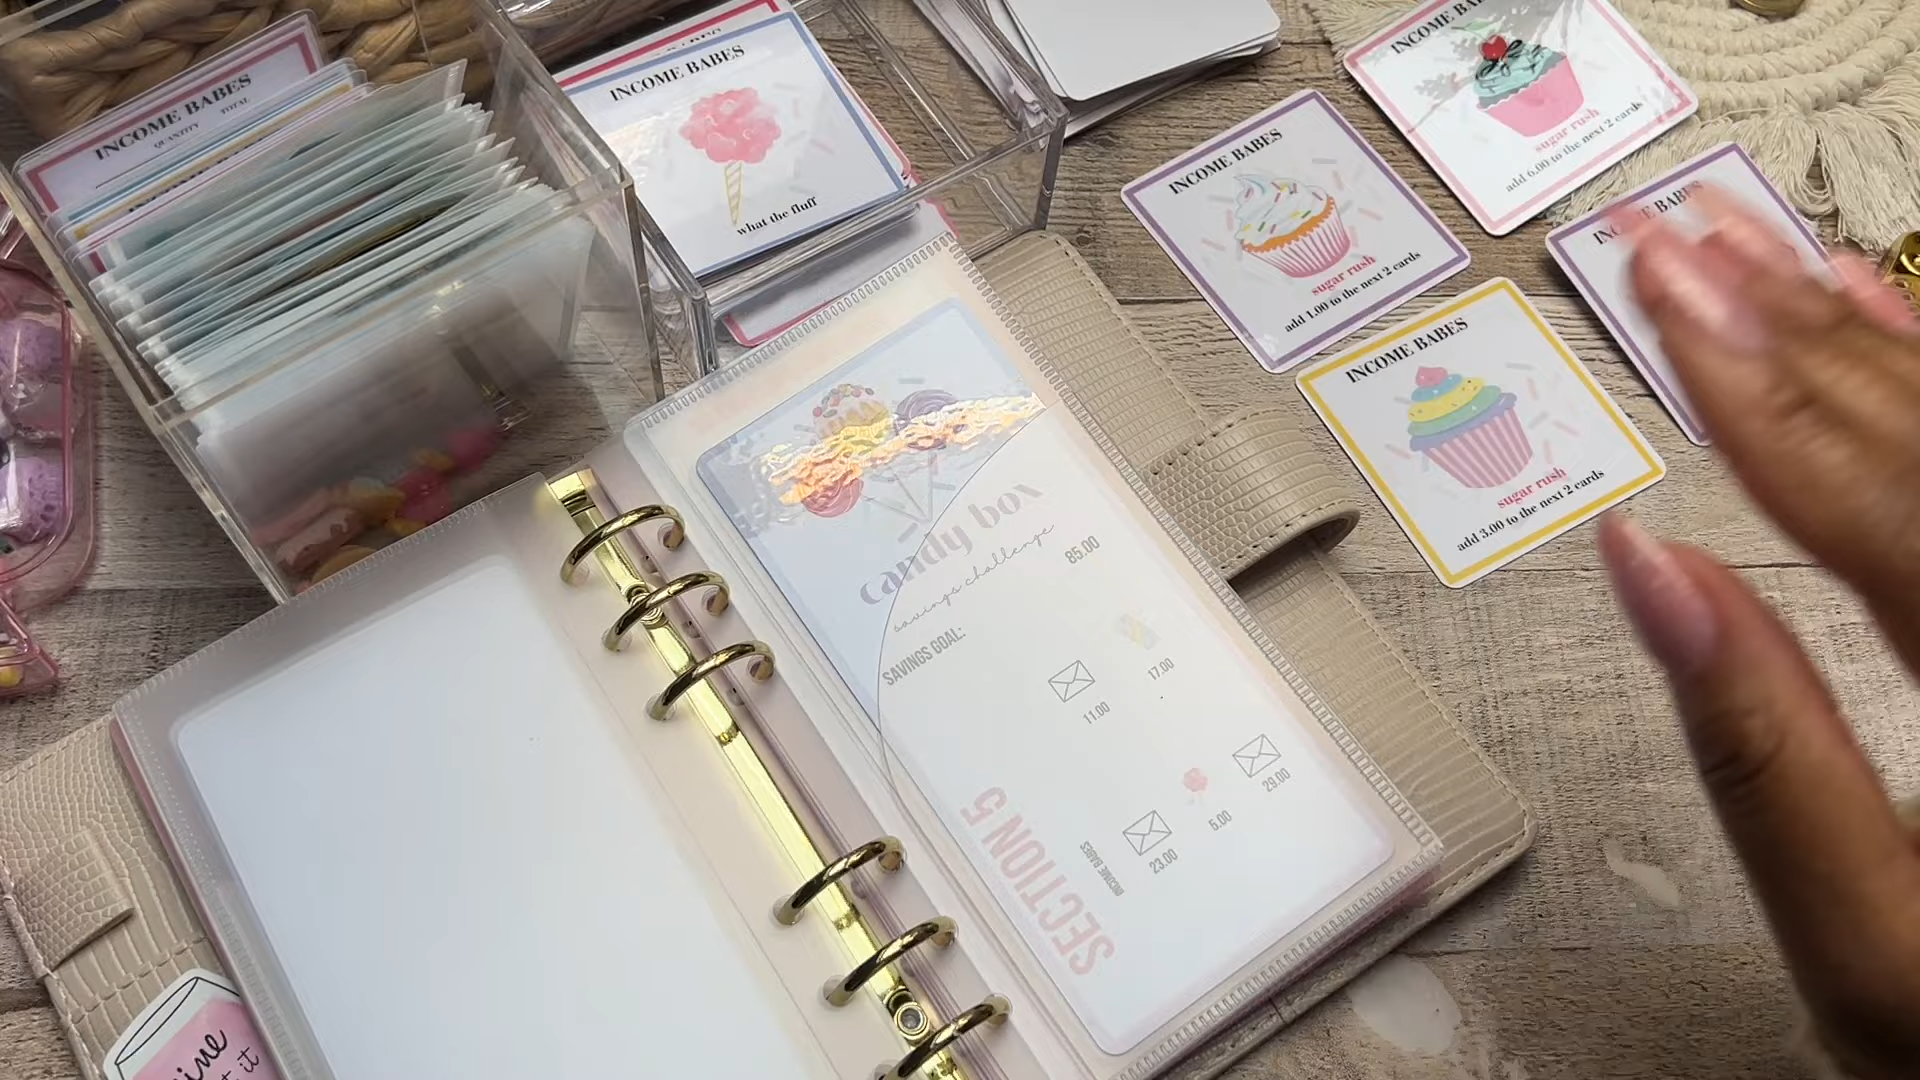 INCOME BABES
QUANTITY TOTAL
INCOME BABES
what the fluff
INCOME BABES
sugar rush
add 1.00 to the next 2 cards
sugar rush
add 6.00 to the next 2 cards
INCOME BABES
sugar rush
add 3.00 to the next 2 cards
candy box
savings challenge
SAVINGS GOAL:
85.00
11.00
17.00
23.00
5.00
29.00
INCOME BABES
SECTION 5